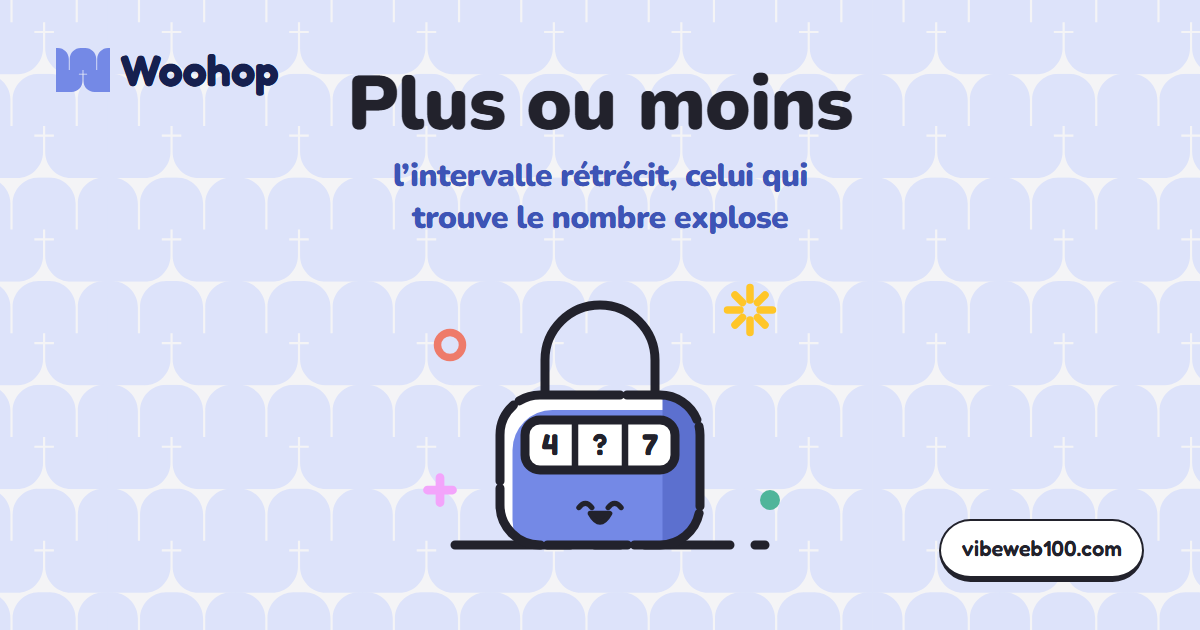 Woohop
Plus ou moins
l’intervalle rétrécit, celui qui
trouve le nombre explose
4 ? 7
vibeweb100.com